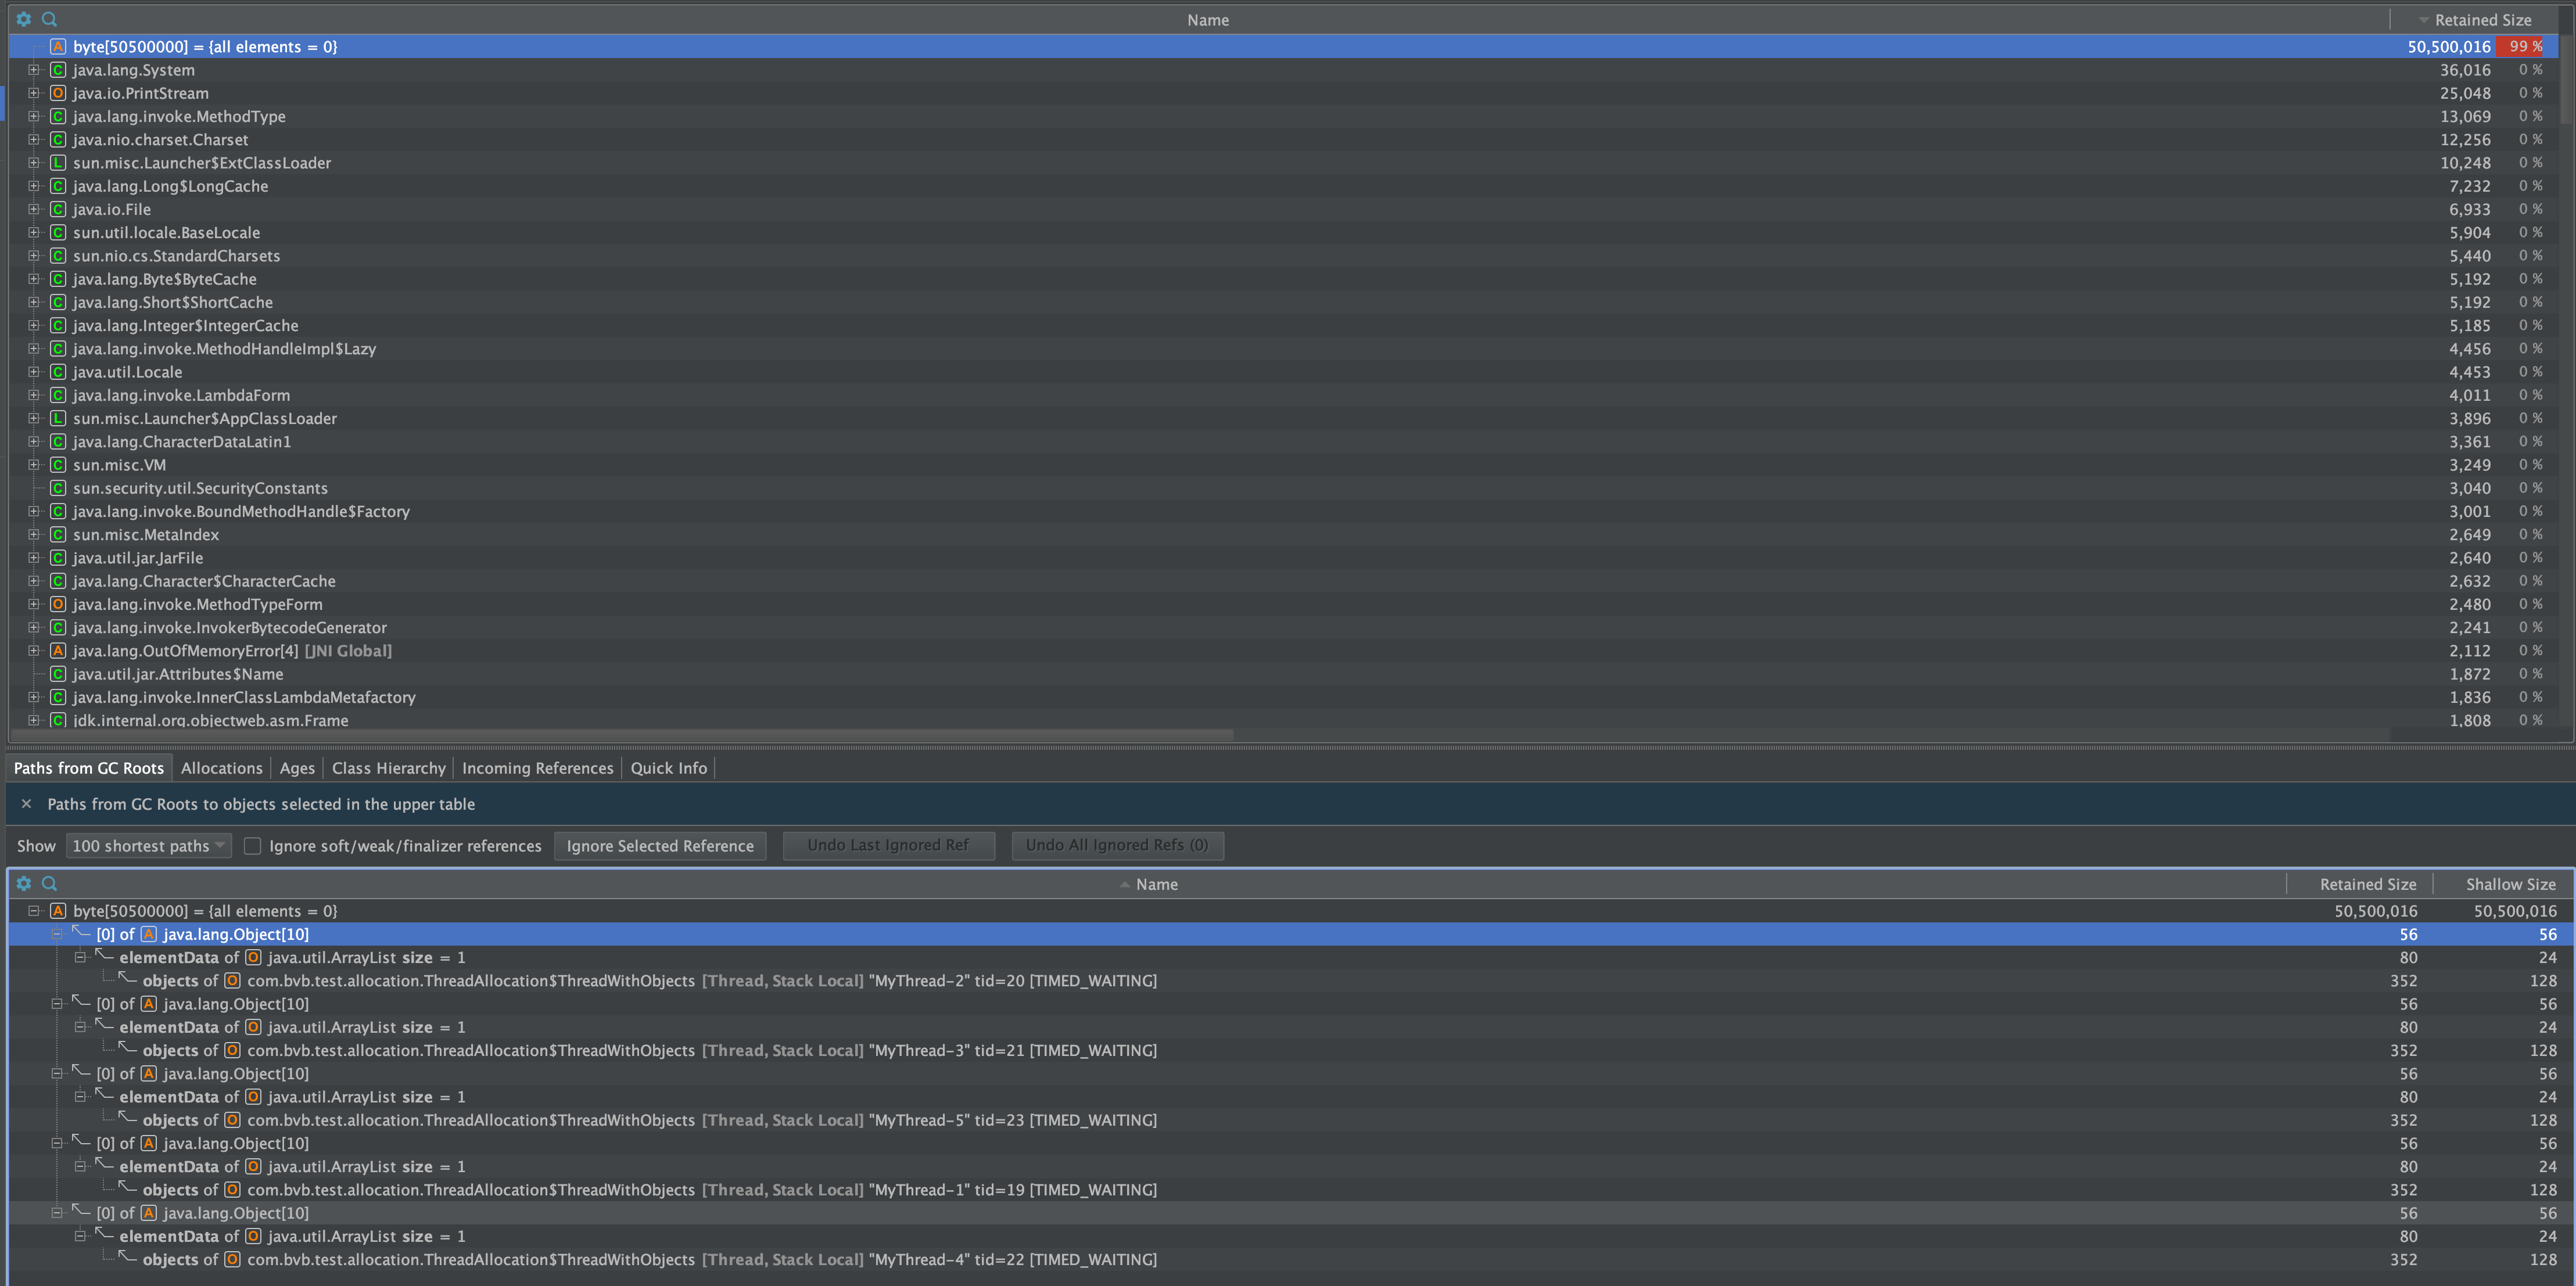 Name Retained Size
A byte[50500000] = {all elements = 0} 50,500,016 99 %
C java.lang.System 36,016 0 %
O java.io.PrintStream 25,048 0 %
C java.lang.invoke.MethodType 13,069 0 %
C java.nio.charset.Charset 12,256 0 %
L sun.misc.Launcher$ExtClassLoader 10,248 0 %
C java.lang.Long$LongCache 7,232 0 %
C java.io.File 6,933 0 %
C sun.util.locale.BaseLocale 5,904 0 %
C sun.nio.cs.StandardCharsets 5,440 0 %
C java.lang.Byte$ByteCache 5,192 0 %
C java.lang.Short$ShortCache 5,192 0 %
C java.lang.Integer$IntegerCache 5,185 0 %
C java.lang.invoke.MethodHandleImpl$Lazy 4,456 0 %
C java.util.Locale 4,453 0 %
C java.lang.invoke.LambdaForm 4,011 0 %
L sun.misc.Launcher$AppClassLoader 3,896 0 %
C java.lang.CharacterDataLatin1 3,361 0 %
C sun.misc.VM 3,249 0 %
C sun.security.util.SecurityConstants 3,040 0 %
C java.lang.invoke.BoundMethodHandle$Factory 3,001 0 %
C sun.misc.MetaIndex 2,649 0 %
C java.util.jar.JarFile 2,640 0 %
C java.lang.Character$CharacterCache 2,632 0 %
O java.lang.invoke.MethodTypeForm 2,480 0 %
C java.lang.invoke.InvokerBytecodeGenerator 2,241 0 %
A java.lang.OutOfMemoryError[4] [JNI Global] 2,112 0 %
C java.util.jar.Attributes$Name 1,872 0 %
C java.lang.invoke.InnerClassLambdaMetafactory 1,836 0 %
C jdk.internal.org.objectweb.asm.Frame 1,808 0 %
Paths from GC Roots Allocations Ages Class Hierarchy Incoming References Quick Info
Paths from GC Roots to objects selected in the upper table
Show 100 shortest paths Ignore soft/weak/finalizer references Ignore Selected Reference Undo Last Ignored Ref Undo All Ignored Refs (0)
Name Retained Size Shallow Size
A byte[50500000] = {all elements = 0} 50,500,016 50,500,016
[0] of A java.lang.Object[10] 56 56
elementData of O java.util.ArrayList size = 1 80 24
objects of O com.bvb.test.allocation.ThreadAllocation$ThreadWithObjects [Thread, Stack Local] "MyThread-2" tid=20 [TIMED_WAITING] 352 128
[0] of A java.lang.Object[10] 56 56
elementData of O java.util.ArrayList size = 1 80 24
objects of O com.bvb.test.allocation.ThreadAllocation$ThreadWithObjects [Thread, Stack Local] "MyThread-3" tid=21 [TIMED_WAITING] 352 128
[0] of A java.lang.Object[10] 56 56
elementData of O java.util.ArrayList size = 1 80 24
objects of O com.bvb.test.allocation.ThreadAllocation$ThreadWithObjects [Thread, Stack Local] "MyThread-5" tid=23 [TIMED_WAITING] 352 128
[0] of A java.lang.Object[10] 56 56
elementData of O java.util.ArrayList size = 1 80 24
objects of O com.bvb.test.allocation.ThreadAllocation$ThreadWithObjects [Thread, Stack Local] "MyThread-1" tid=19 [TIMED_WAITING] 352 128
[0] of A java.lang.Object[10] 56 56
elementData of O java.util.ArrayList size = 1 80 24
objects of O com.bvb.test.allocation.ThreadAllocation$ThreadWithObjects [Thread, Stack Local] "MyThread-4" tid=22 [TIMED_WAITING] 352 128